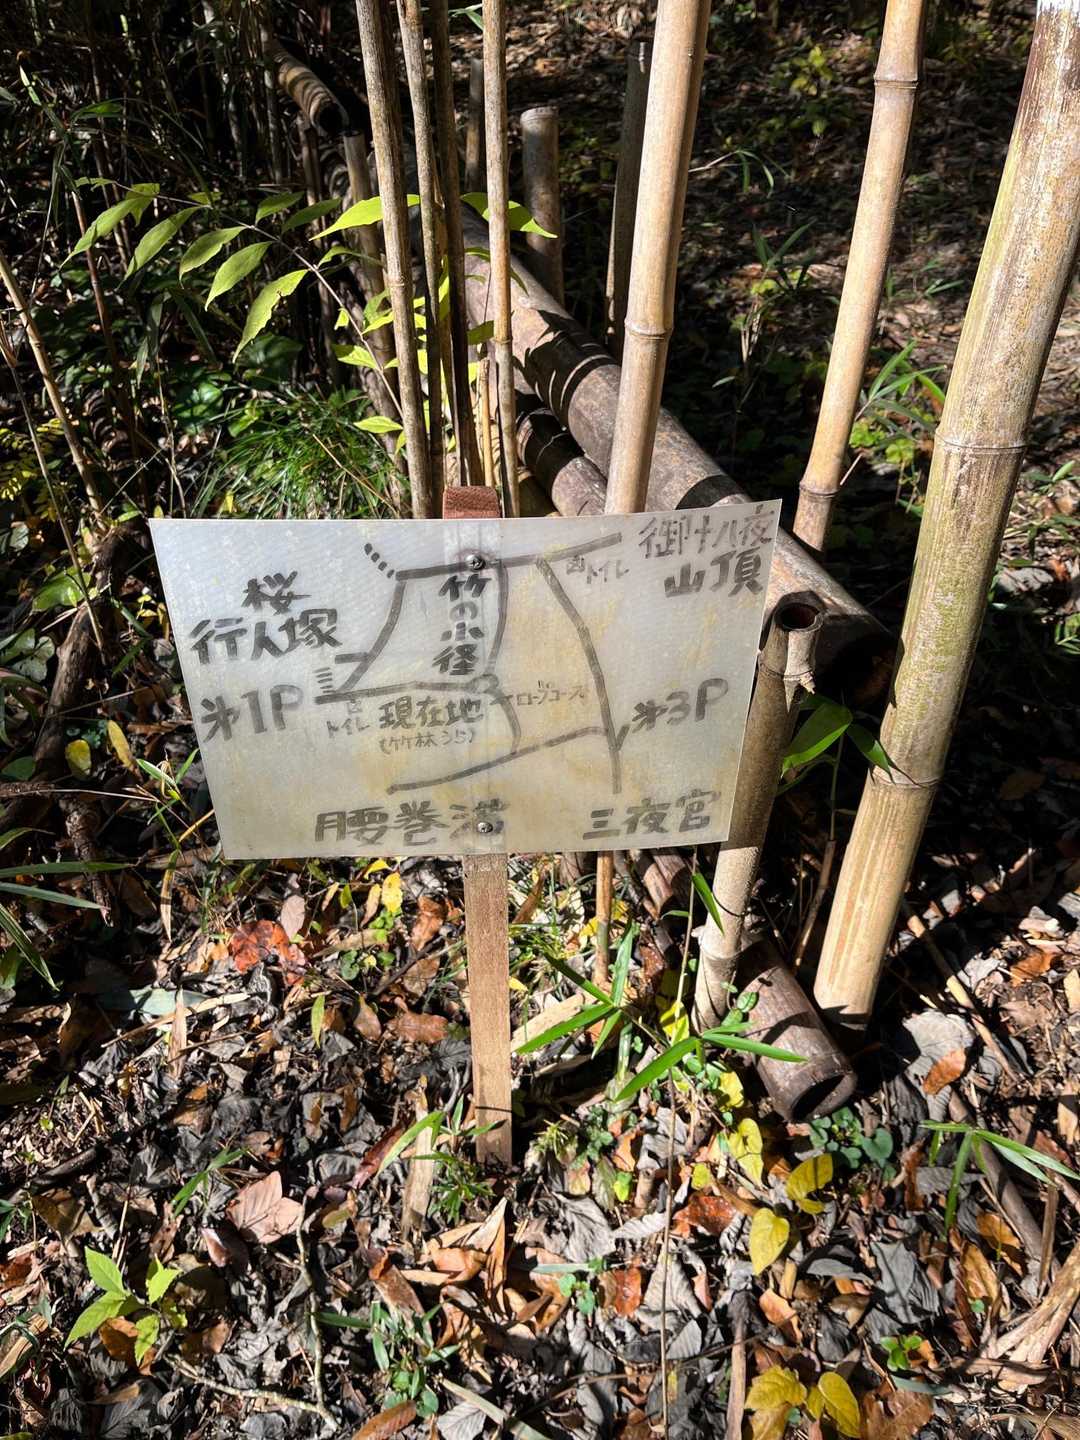 御十八夜
山頂
トイレ
桜
行人塚
竹の小径
第1P
トイレ
現在地
(竹林うら)
ロープコース
第3P
腰巻
三夜宮